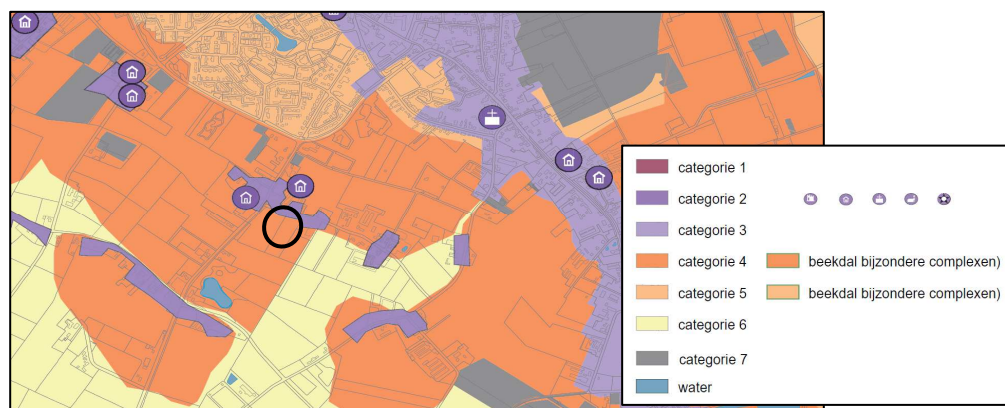 categorie 1
categorie 2
categorie 3
categorie 4 beekdal bijzondere complexen)
categorie 5 beekdal bijzondere complexen)
categorie 6
categorie 7
water